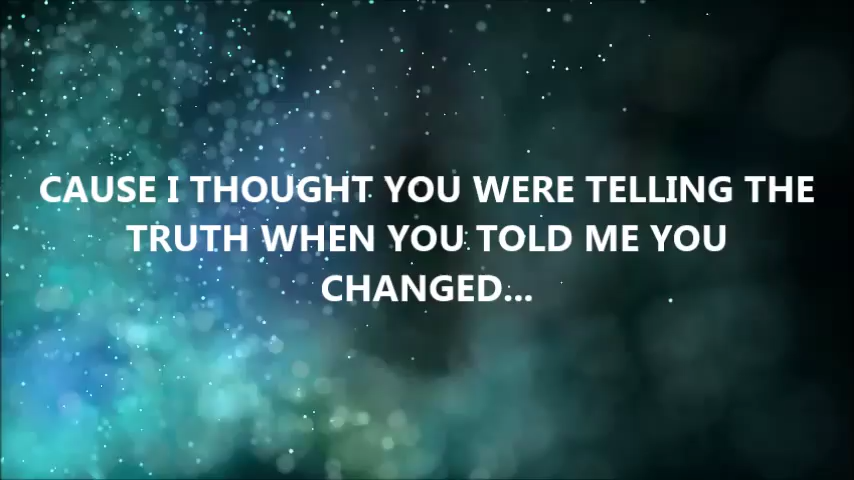 CAUSE I THOUGHT YOU WERE TELLING THE
TRUTH WHEN YOU TOLD ME YOU
CHANGED...